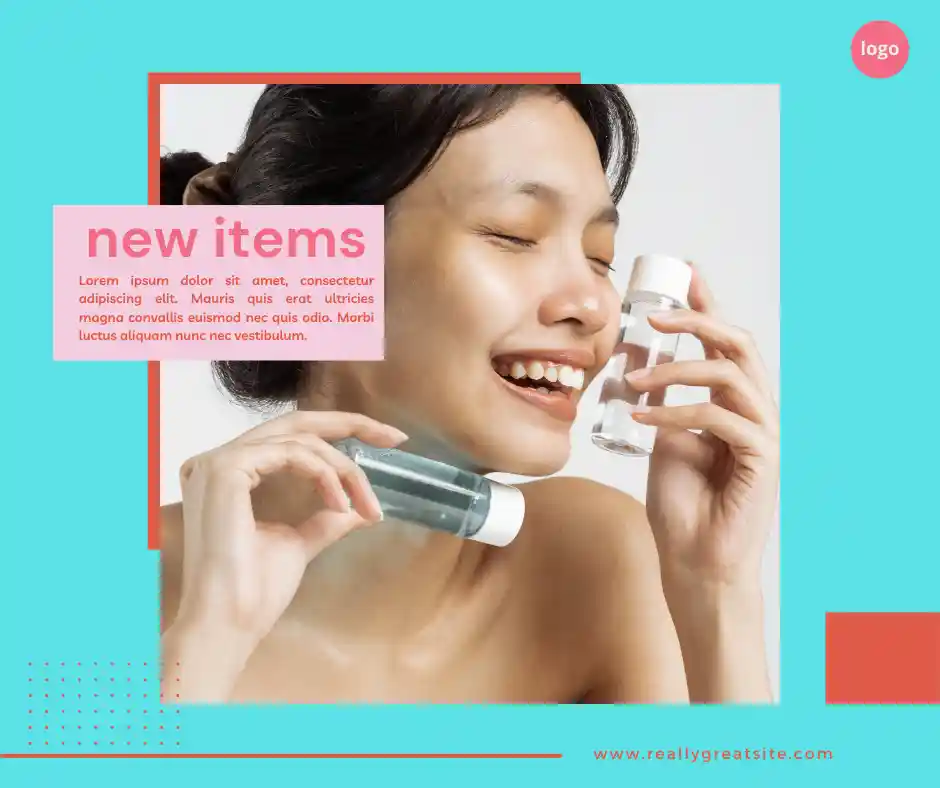 logo
new items
Lorem ipsum dolor sit amet, consectetur
adipiscing elit. Mauris quis erat ultricies
magna convallis euismod nec quis odio. Morbi
luctus aliquam nunc nec vestibulum.
www.reallygreatsite.com